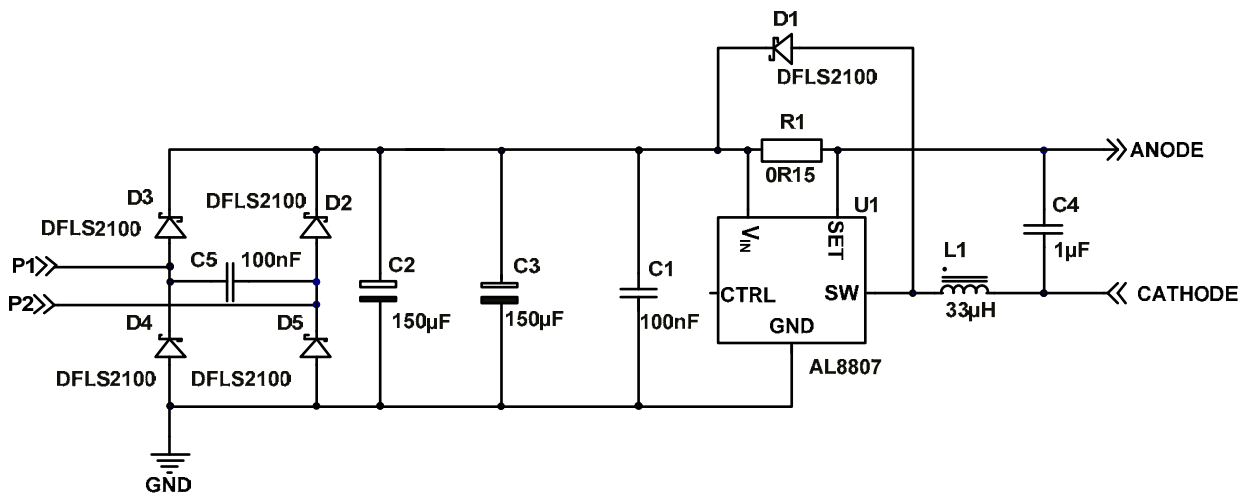 D1
DFLS2100
R1
0R15
ANODE
D3
DFLS2100
DFLS2100
D2
U1
VIN
SET
C4
1µF
P1
C5
100nF
C2
C3
C1
L1
P2
CTRL
SW
CATHODE
33µH
D4
D5
150µF
150µF
100nF
GND
DFLS2100
DFLS2100
AL8807
GND